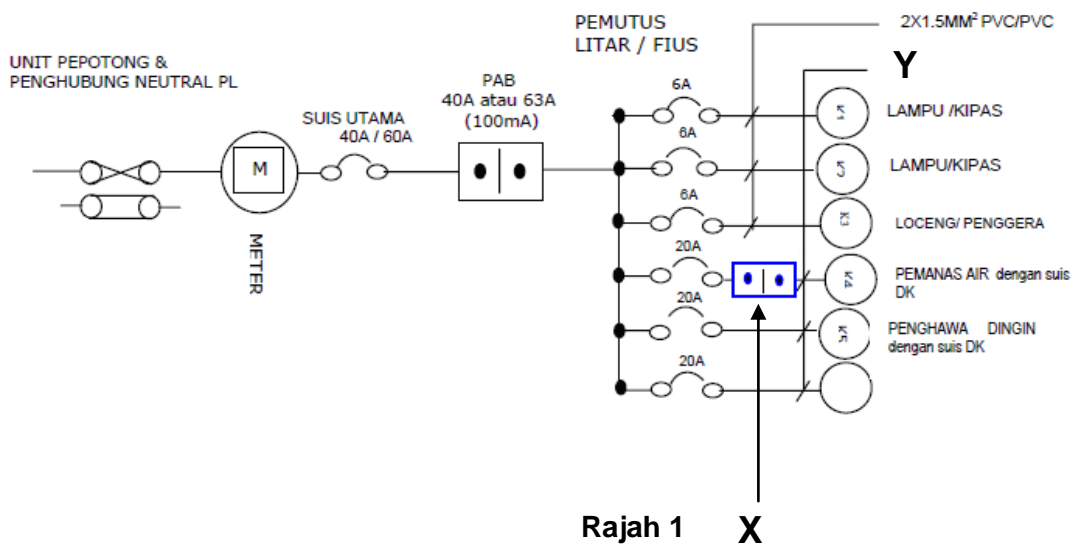 PEMUTUS
LITAR / FIUS
2X1.5MM² PVC/PVC
UNIT PEPOTONG &
PENGHUBUNG NEUTRAL PL
Y
PAB
40A atau 63A
(100mA)
SUIS UTAMA
40A / 60A
6A
LAMPU /KIPAS
M
6A
LAMPU/KIPAS
6A
K3
LOCENG/ PENGGERA
METER
20A
K4
PEMANAS AIR dengan suis
DK
20A
K5
PENGHAWA DINGIN
dengan suis DK
20A
Rajah 1
X